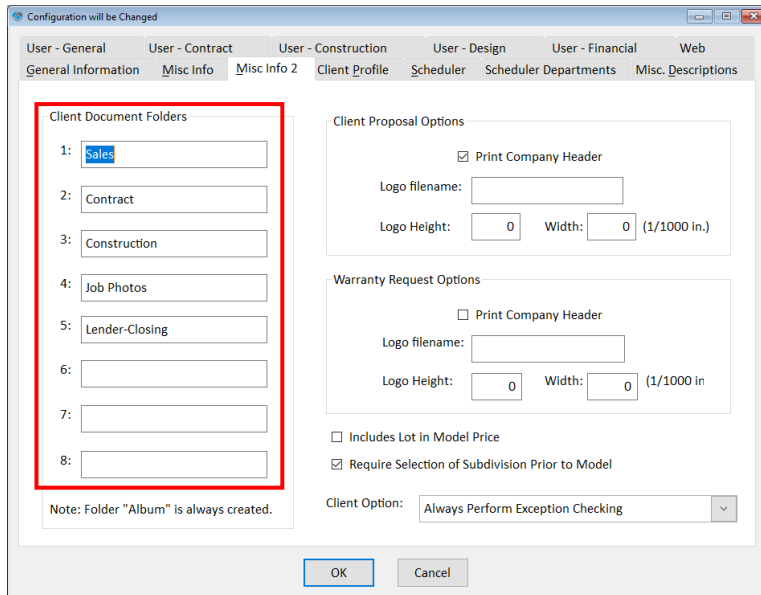 Configuration will be Changed
User - General User - Contract User - Construction User - Design User - Financial Web
General Information Misc Info Misc Info 2 Client Profile Scheduler Scheduler Departments Misc. Descriptions
Client Document Folders
1: Sales
2: Contract
3: Construction
4: Job Photos
5: Lender-Closing
6:
7:
8:
Note: Folder "Album" is always created.
Client Proposal Options
Print Company Header
Logo filename:
Logo Height: 0 Width: 0 (1/1000 in.)
Warranty Request Options
Print Company Header
Logo filename:
Logo Height: 0 Width: 0 (1/1000 in
Includes Lot in Model Price
Require Selection of Subdivision Prior to Model
Client Option: Always Perform Exception Checking
OK Cancel